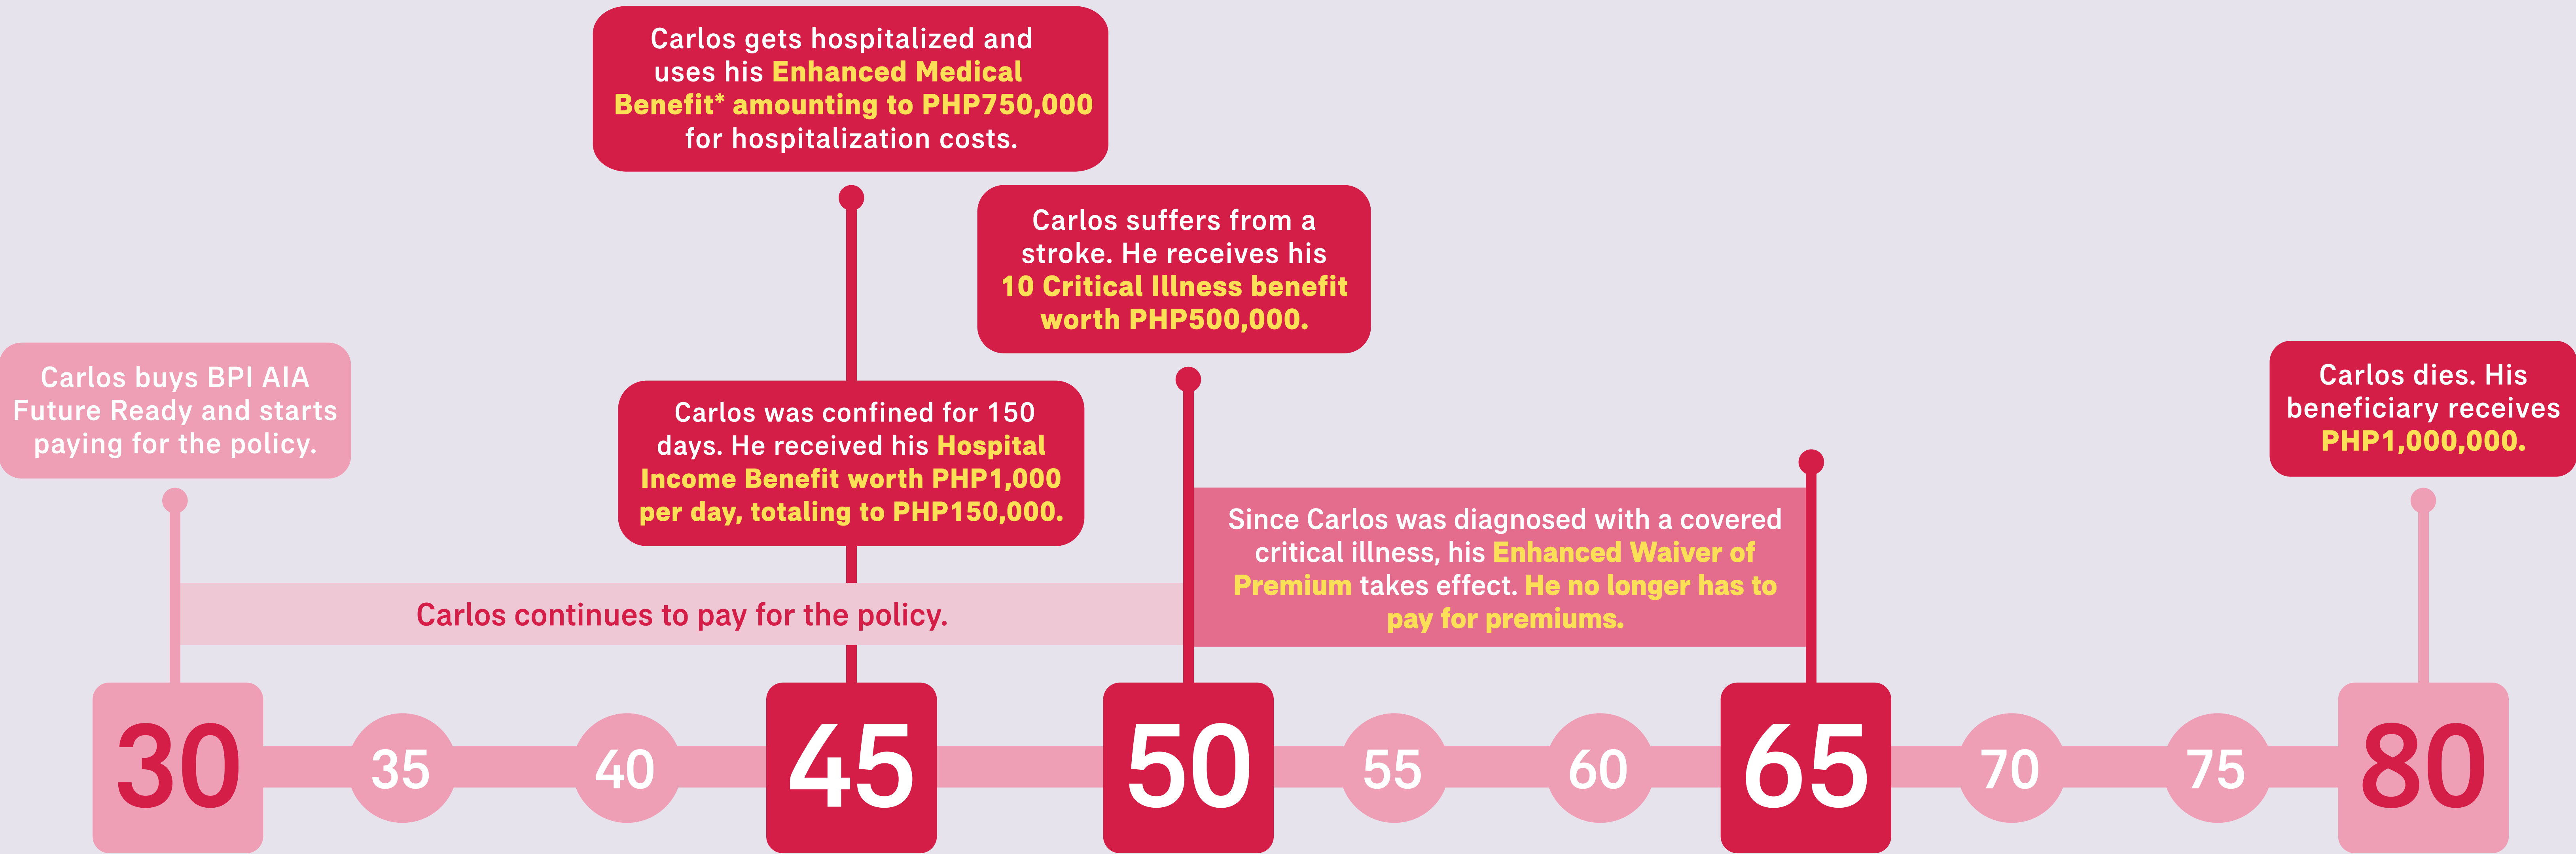 Carlos gets hospitalized and
uses his Enhanced Medical
Benefit* amounting to PHP750,000
for hospitalization costs.
Carlos suffers from a
stroke. He receives his
10 Critical Illness benefit
worth PHP500,000.
Carlos buys BPI AIA
Future Ready and starts
paying for the policy.
Carlos was confined for 150
days. He received his Hospital
Income Benefit worth PHP1,000
per day, totaling to PHP150,000.
Carlos dies. His
beneficiary receives
PHP1,000,000.
Since Carlos was diagnosed with a covered
critical illness, his Enhanced Waiver of
Premium takes effect. He no longer has to
pay for premiums.
Carlos continues to pay for the policy.
30 35 40 45 50 55 60 65 70 75 80